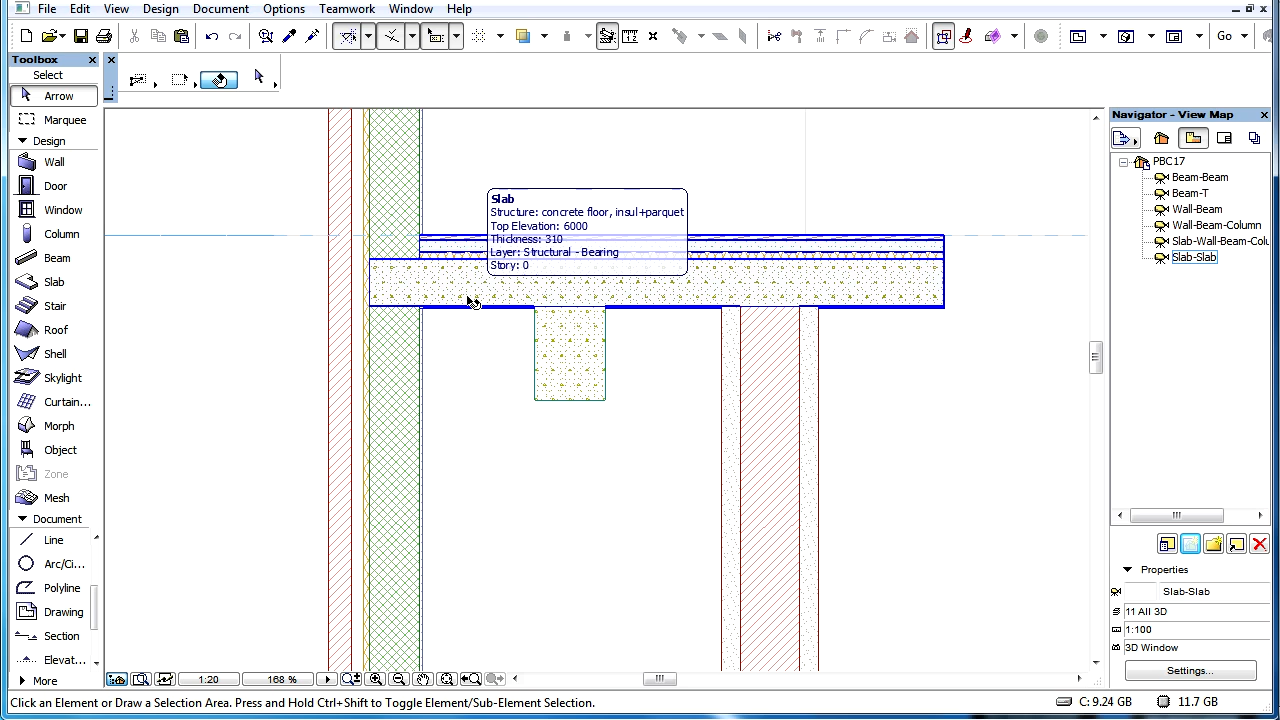 File Edit View Design Document Options Teamwork Window Help
Go
Toolbox
Select
Arrow
Marquee
Design
Wall
Door
Window
Column
Beam
Slab
Stair
Roof
Shell
Skylight
Curtain...
Morph
Object
Zone
Mesh
Document
Line
Arc/Ci...
Polyline
Drawing
Section
Elevat...
More
Slab
Structure: concrete floor, insul+parquet
Top Elevation: 6000
Thickness: 310
Layer: Structural - Bearing
Story: 0
Navigator - View Map
PBC17
Beam-Beam
Beam-T
Wall-Beam
Wall-Beam-Column
Slab-Wall-Beam-Colu
Slab-Slab
Properties
Slab-Slab
11 All 3D
1:100
3D Window
Settings...
1:20
168 %
Click an Element or Draw a Selection Area. Press and Hold Ctrl+Shift to Toggle Element/Sub-Element Selection.
C: 9.24 GB
11.7 GB